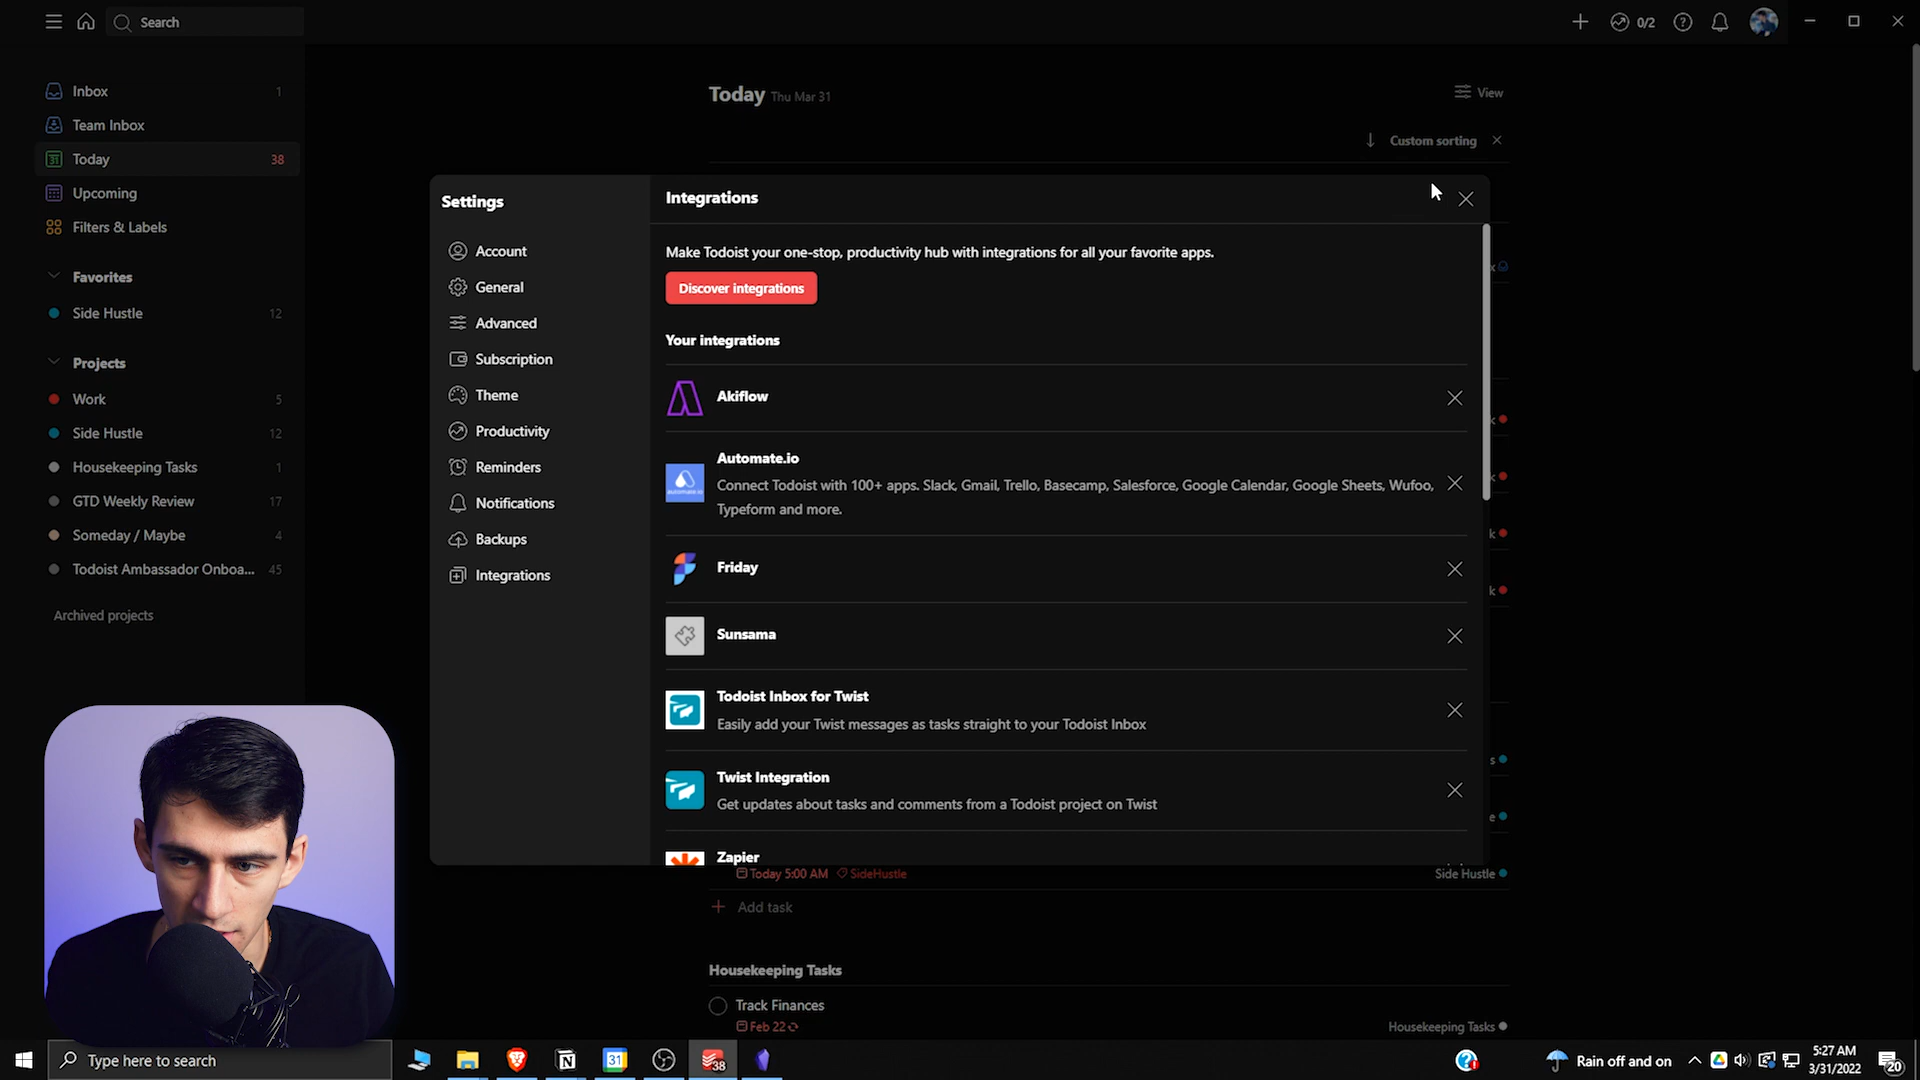 Search
0/2
Inbox 1
Team Inbox
Today 38
Upcoming
Filters & Labels
Favorites
Side Hustle 12
Projects
Work 5
Side Hustle 12
Housekeeping Tasks 1
GTD Weekly Review 17
Someday / Maybe 4
Todoist Ambassador Onboa... 45
Archived projects
Today Thu Mar 31
View
Custom sorting
Settings
Account
General
Advanced
Subscription
Theme
Productivity
Reminders
Notifications
Backups
Integrations
Integrations
Make Todoist your one-stop, productivity hub with integrations for all your favorite apps.
Discover integrations
Your integrations
Akiflow
Automate.io
Connect Todoist with 100+ apps. Slack, Gmail, Trello, Basecamp, Salesforce, Google Calendar, Google Sheets, Wufoo,
Typeform and more.
Friday
Sunsama
Todoist Inbox for Twist
Easily add your Twist messages as tasks straight to your Todoist Inbox
Twist Integration
Get updates about tasks and comments from a Todoist project on Twist
Zapier
Today 5:00 AM SideHustle
Side Hustle
Add task
Housekeeping Tasks
Track Finances
Feb 22
Housekeeping Tasks
Type here to search
31
38
Rain off and on
5:27 AM
3/31/2022
20